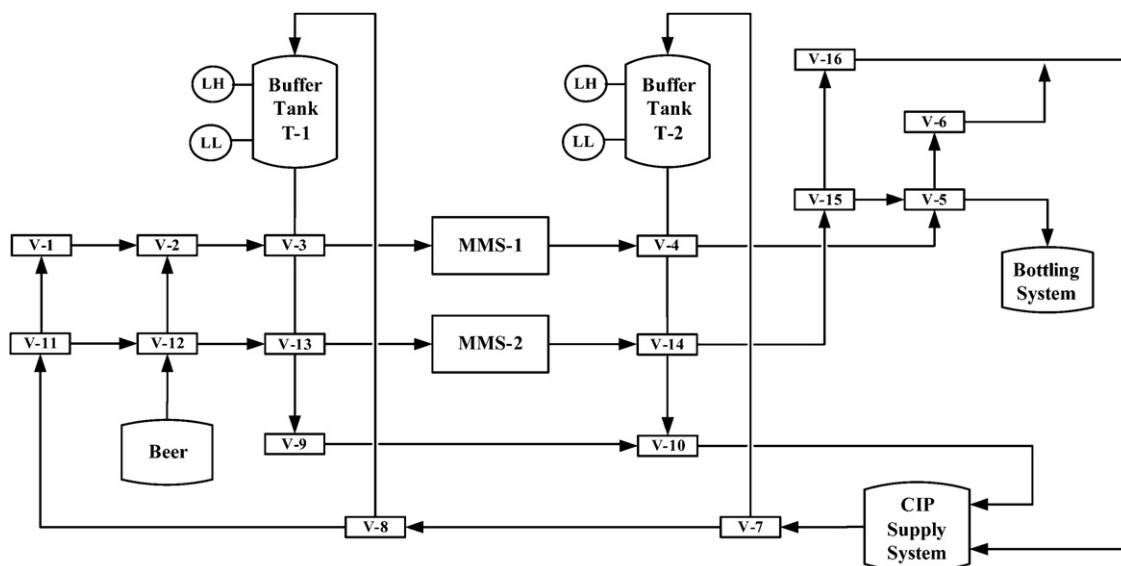 V-16
LH
Buffer
Tank
T-1
LL
LH
Buffer
Tank
T-2
LL
V-6
V-15
V-5
V-1
V-2
V-3
MMS-1
V-4
Bottling
System
V-11
V-12
V-13
MMS-2
V-14
Beer
V-9
V-10
CIP
Supply
System
V-8
V-7